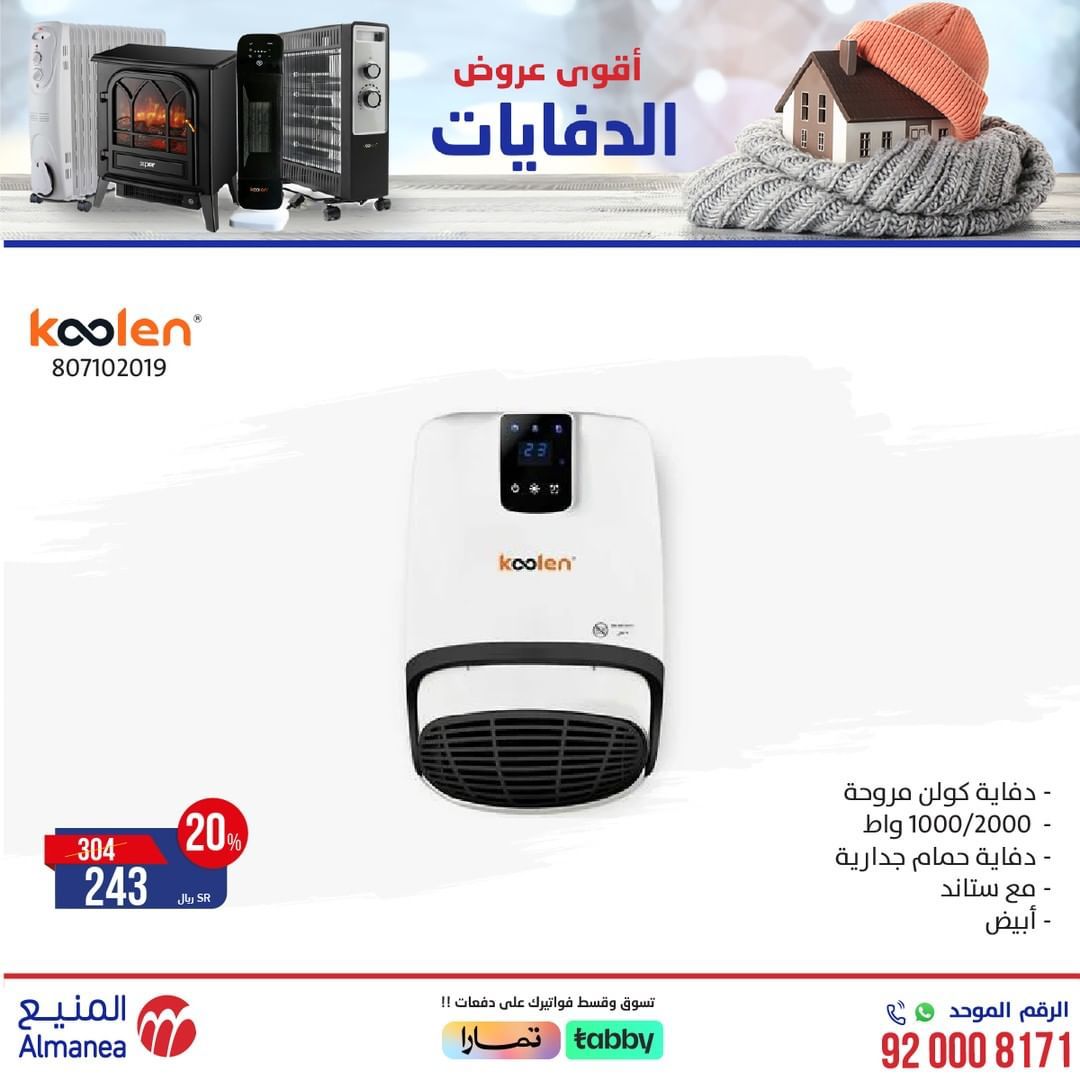 أقوى عروض
الدفايات
xper
koolen
koolen®
807102019
23
koolen®
- دفاية كولن مروحة
- 1000/2000 واط
- دفاية حمام جدارية
- مع ستاند
- أبيض
20%
304
243 ريال SR
المنيع
Almanea
تسوق وقسط فواتيرك على دفعات !!
تمارا tabby
الرقم الموحد
92 000 8171